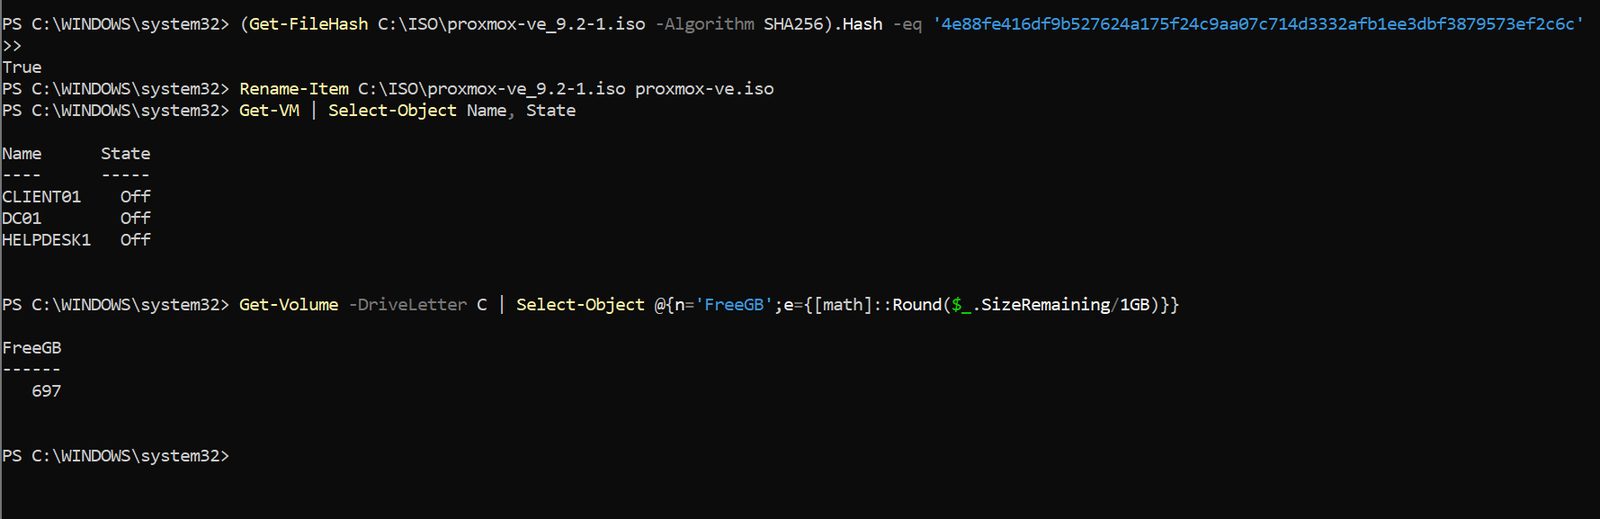 PS C:\WINDOWS\system32> (Get-FileHash C:\ISO\proxmox-ve_9.2-1.iso -Algorithm SHA256).Hash -eq '4e88fe416df9b527624a175f24c9aa07c714d3332afb1ee3dbf3879573ef2c6c'
>>
True
PS C:\WINDOWS\system32> Rename-Item C:\ISO\proxmox-ve_9.2-1.iso proxmox-ve.iso
PS C:\WINDOWS\system32> Get-VM | Select-Object Name, State
Name      State
----      -----
CLIENT01    Off
DC01        Off
HELPDESK1   Off
PS C:\WINDOWS\system32> Get-Volume -DriveLetter C | Select-Object @{n='FreeGB';e={[math]::Round($_.SizeRemaining/1GB)}}
FreeGB
------
   697
PS C:\WINDOWS\system32>